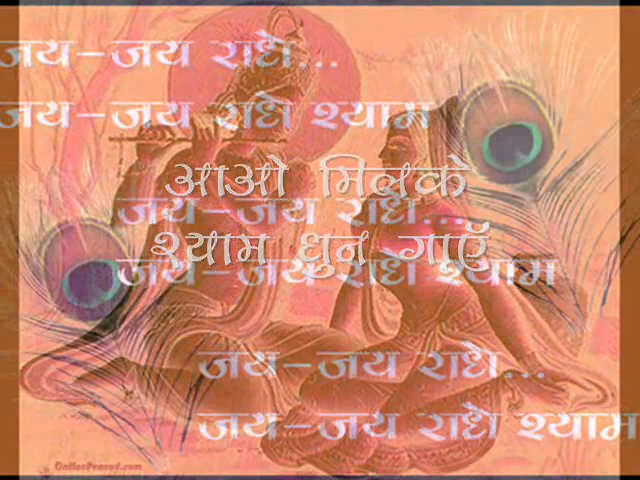 जय-जय राधे...
जय-जय राधे श्याम
आओ मिलके
जय-जय राधे...
श्याम धुन गाएँ
जय-जय राधे श्याम
जय-जय राधे...
जय-जय राधे श्याम